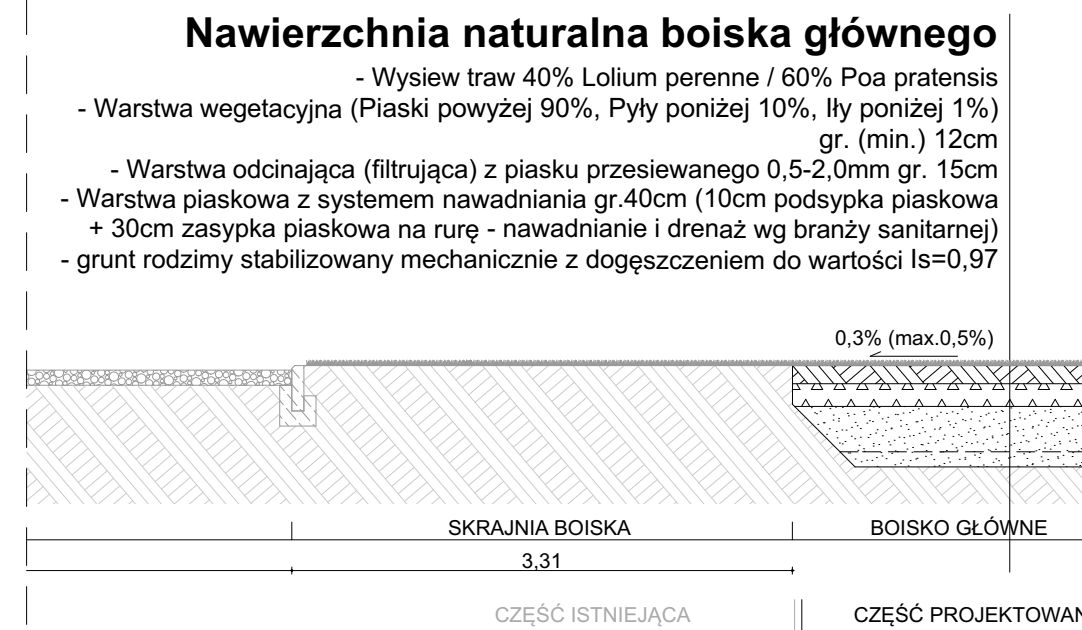 Nawierzchnia naturalna boiska głównego
- Wysiew traw 40% Lolium perenne / 60% Poa pratensis
- Warstwa wegetacyjna (Piaski powyżej 90%, Pyły poniżej 10%, Iły poniżej 1%)
gr. (min.) 12cm
- Warstwa odcinająca (filtrująca) z piasku przesiewanego 0,5-2,0mm gr. 15cm
- Warstwa piaskowa z systemem nawadniania gr.40cm (10cm podsypka piaskowa
+ 30cm zasypka piaskowa na rurę - nawadnianie i drenaż wg branży sanitarnej)
- grunt rodzimy stabilizowany mechanicznie z dogęszczeniem do wartości Is=0,97
0,3% (max.0,5%)
SKRAJNIA BOISKA
BOISKO GŁÓWNE
3,31
CZĘŚĆ ISTNIEJĄCA
CZĘŚĆ PROJEKTOWAN